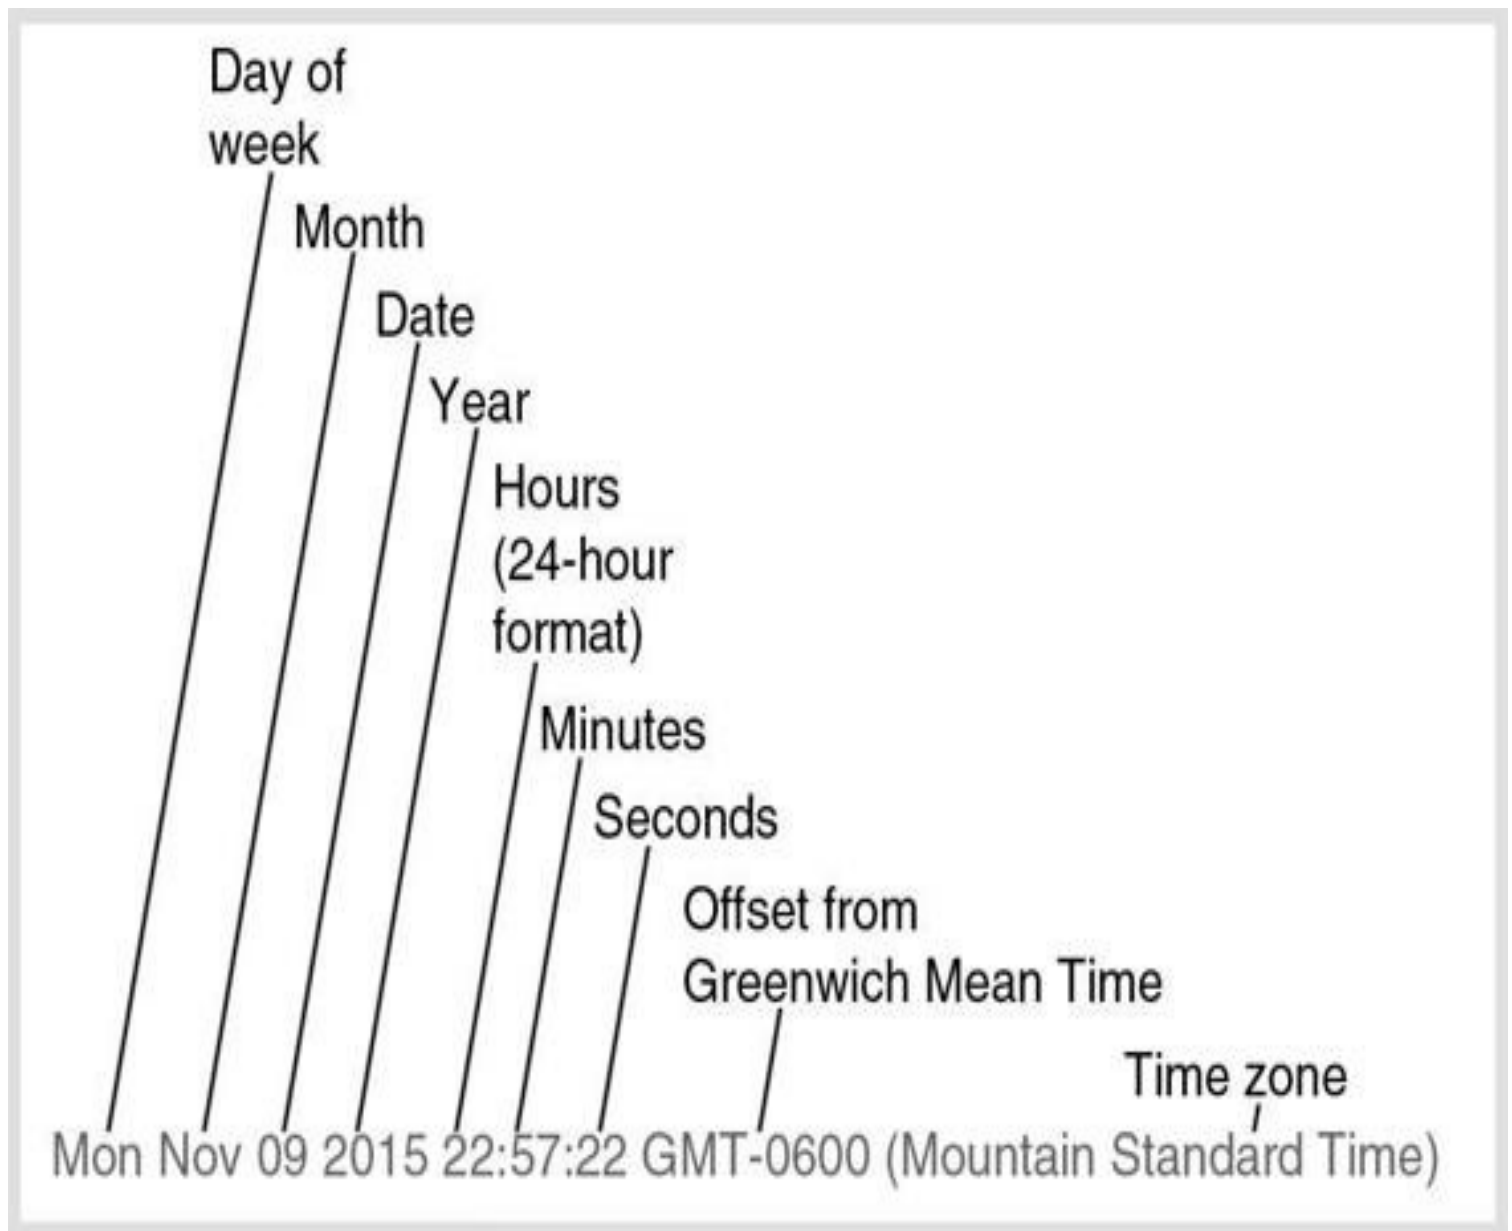 Day of
week
Month
Date
Year
Hours
(24-hour
format)
Minutes
Seconds
Offset from
Greenwich Mean Time
Time zone
Mon Nov 09 2015 22:57:22 GMT-0600 (Mountain Standard Time)